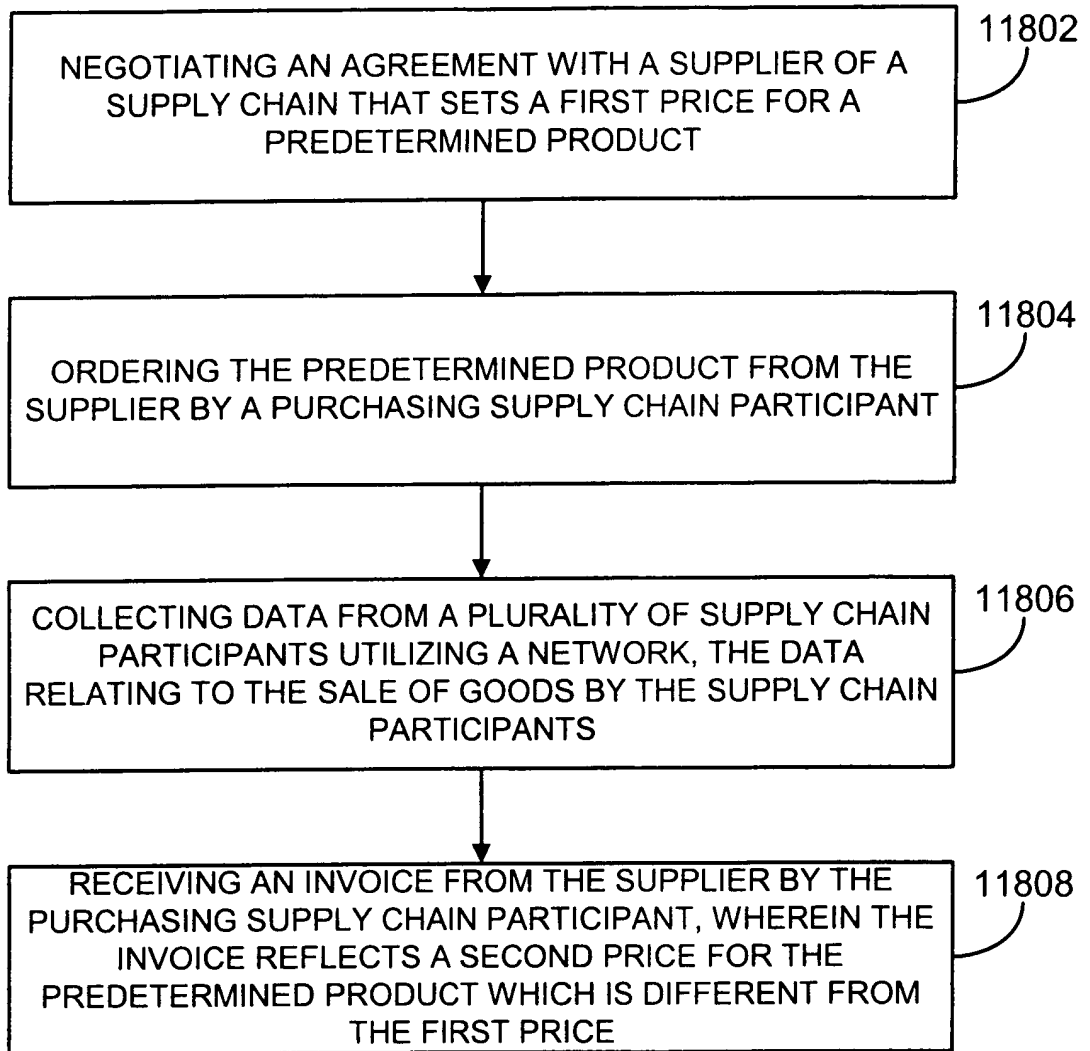 11802
NEGOTIATING AN AGREEMENT WITH A SUPPLIER OF A
SUPPLY CHAIN THAT SETS A FIRST PRICE FOR A
PREDETERMINED PRODUCT
11804
ORDERING THE PREDETERMINED PRODUCT FROM THE
SUPPLIER BY A PURCHASING SUPPLY CHAIN PARTICIPANT
11806
COLLECTING DATA FROM A PLURALITY OF SUPPLY CHAIN
PARTICIPANTS UTILIZING A NETWORK, THE DATA
RELATING TO THE SALE OF GOODS BY THE SUPPLY CHAIN
PARTICIPANTS
11808
RECEIVING AN INVOICE FROM THE SUPPLIER BY THE
PURCHASING SUPPLY CHAIN PARTICIPANT, WHEREIN THE
INVOICE REFLECTS A SECOND PRICE FOR THE
PREDETERMINED PRODUCT WHICH IS DIFFERENT FROM
THE FIRST PRICE